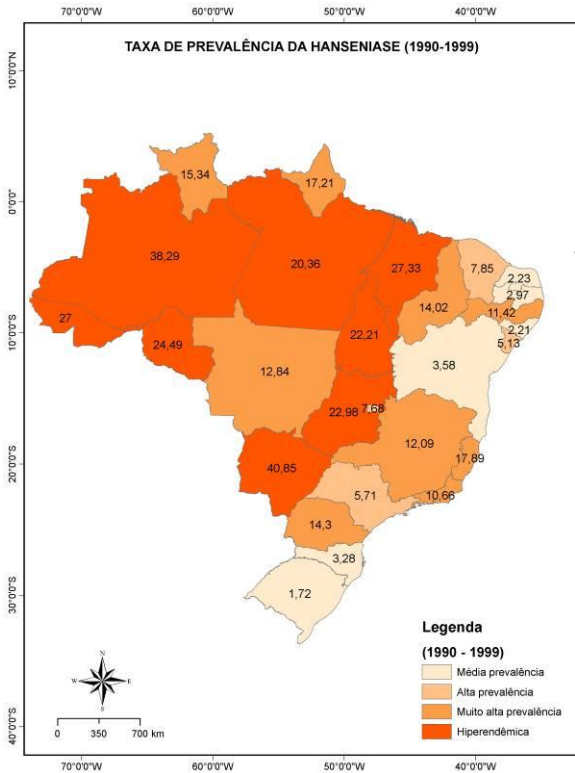 70°0'0"W 60°0'0"W 50°0'0"W 40°0'0"W
TAXA DE PREVALÊNCIA DA HANSENIASE (1990-1999)
10°0'0"N
0°0'0"
10°0'0"S
20°0'0"S
30°0'0"S
40°0'0"S
15,34
17,21
38,29
20,36
27,33
7,85
2,23
2,97
14,02
11,42
27
2,21
24,49
22,21
5,13
3,58
12,84
22,98
7,68
12,09
17,89
40,85
5,71
10,66
14,3
3,28
1,72
Legenda
(1990 - 1999)
Média prevalência
Alta prevalência
Muito alta prevalência
Hiperendêmica
N
W E
S
0 350 700 km
70°0'0"W 60°0'0"W 50°0'0"W 40°0'0"W